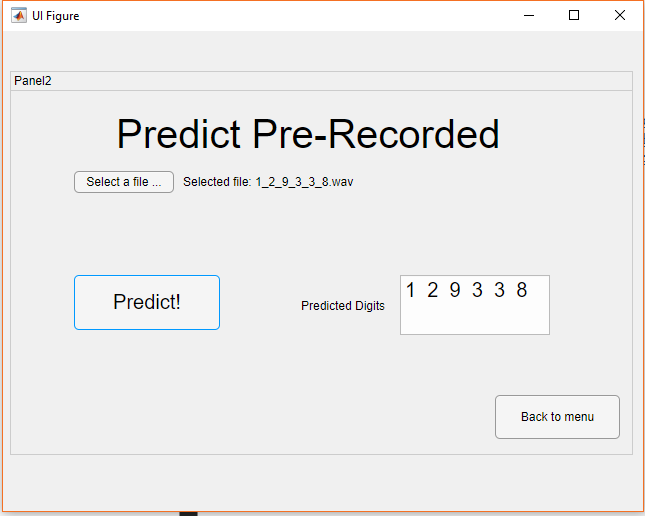 UI Figure
Panel2
Predict Pre-Recorded
Select a file ... Selected file: 1_2_9_3_3_8.wav
Predict! Predicted Digits 1 2 9 3 3 8
Back to menu